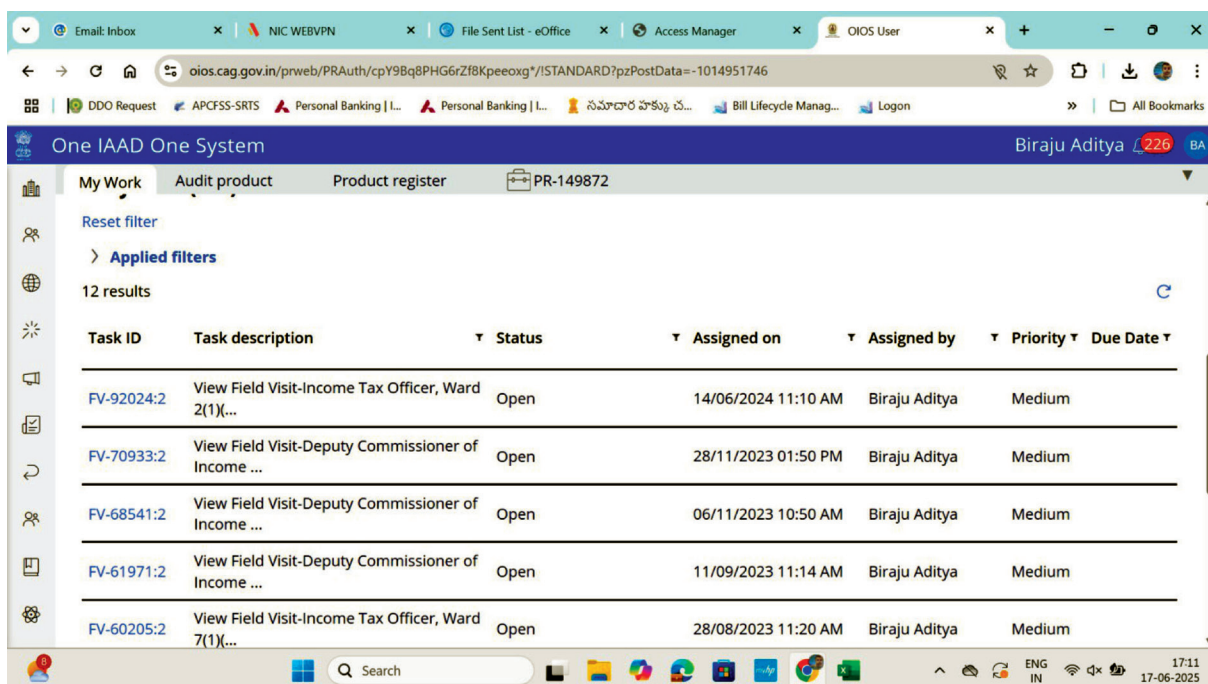 Email: Inbox
NIC WEBVPN
File Sent List - eOffice
Access Manager
OIOS User
oios.cag.gov.in/prweb/PRAuth/cpY9Bq8PHG6rZf8Kpeeoxg*/!STANDARD?pzPostData=-1014951746
DDO Request
APCFSS-SRTS
Personal Banking | I...
Personal Banking | I...
సమాచార హక్కు చ...
Bill Lifecycle Manag...
Logon
»
All Bookmarks
One IAAD One System
Biraju Aditya 226 BA
My Work
Audit product
Product register
PR-149872
Reset filter
Applied filters
12 results
Task ID Task description Status Assigned on Assigned by Priority Due Date
FV-92024:2 View Field Visit-Income Tax Officer, Ward Open 14/06/2024 11:10 AM Biraju Aditya Medium
2(1)(...
FV-70933:2 View Field Visit-Deputy Commissioner of Open 28/11/2023 01:50 PM Biraju Aditya Medium
Income ...
FV-68541:2 View Field Visit-Deputy Commissioner of Open 06/11/2023 10:50 AM Biraju Aditya Medium
Income ...
FV-61971:2 View Field Visit-Deputy Commissioner of Open 11/09/2023 11:14 AM Biraju Aditya Medium
Income ...
FV-60205:2 View Field Visit-Income Tax Officer, Ward Open 28/08/2023 11:20 AM Biraju Aditya Medium
7(1)(...
8
Search
hp
ENG
IN
17:11
17-06-2025